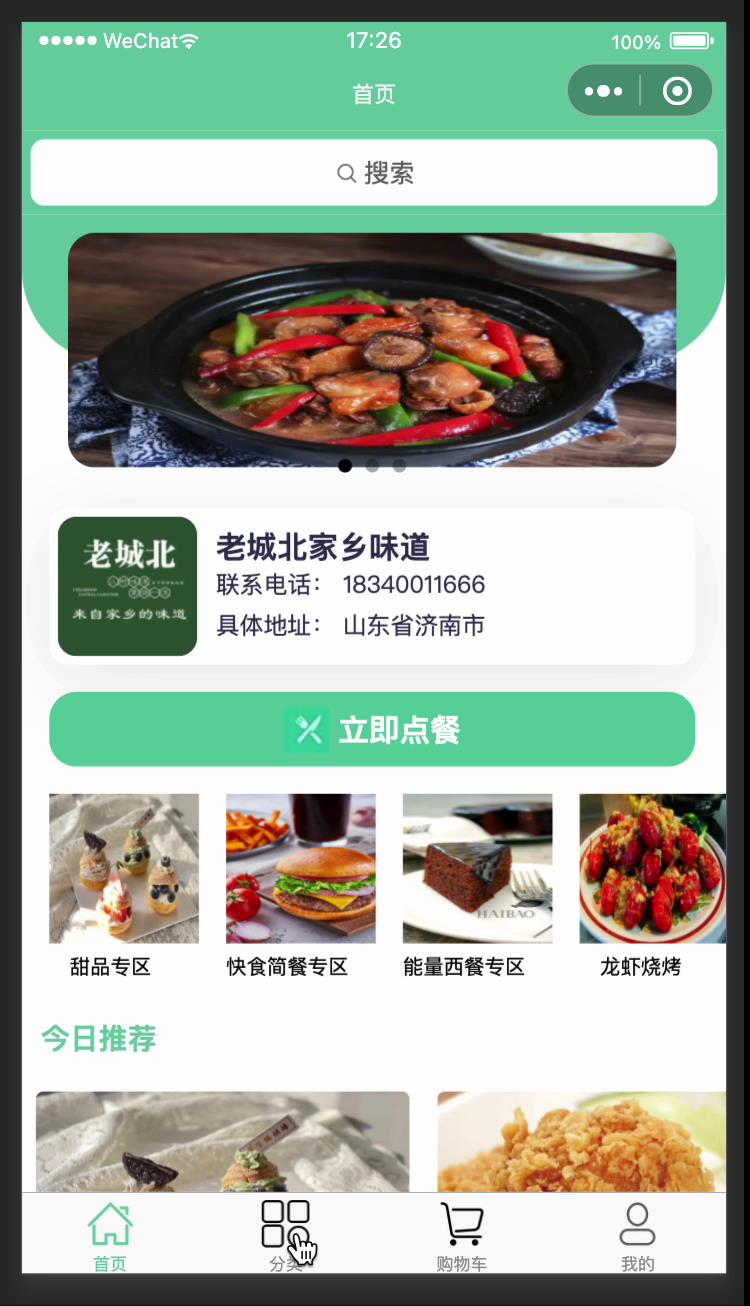 WeChat
17:26
100%
首页
搜索
老城北
来自家乡的味道
老城北家乡味道
联系电话： 18340011666
具体地址： 山东省济南市
立即点餐
HAIBAO
甜品专区
快食简餐专区
能量西餐专区
龙虾烧烤
今日推荐
首页
分类
购物车
我的